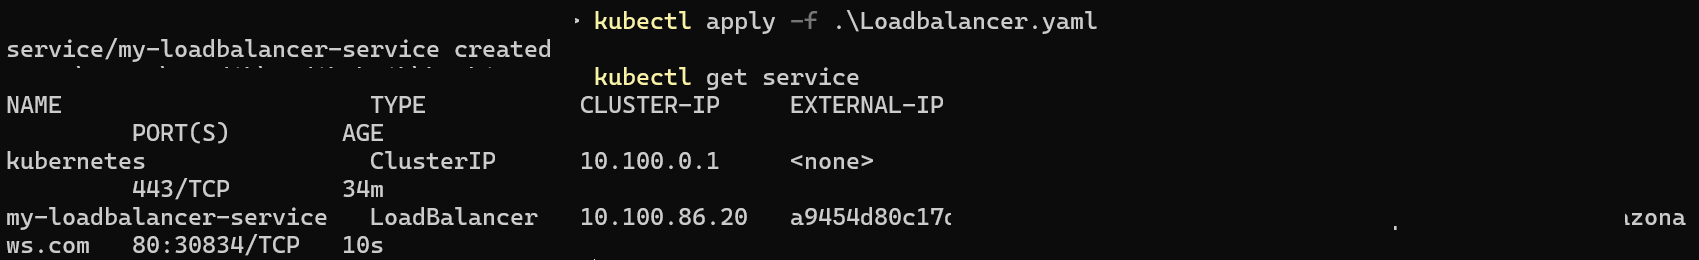 kubectl apply -f .\Loadbalancer.yaml
service/my-loadbalancer-service created
kubectl get service
NAME TYPE CLUSTER-IP EXTERNAL-IP
PORT(S) AGE
kubernetes ClusterIP 10.100.0.1 <none>
443/TCP 34m
my-loadbalancer-service LoadBalancer 10.100.86.20 a9454d80c17 zona
ws.com 80:30834/TCP 10s